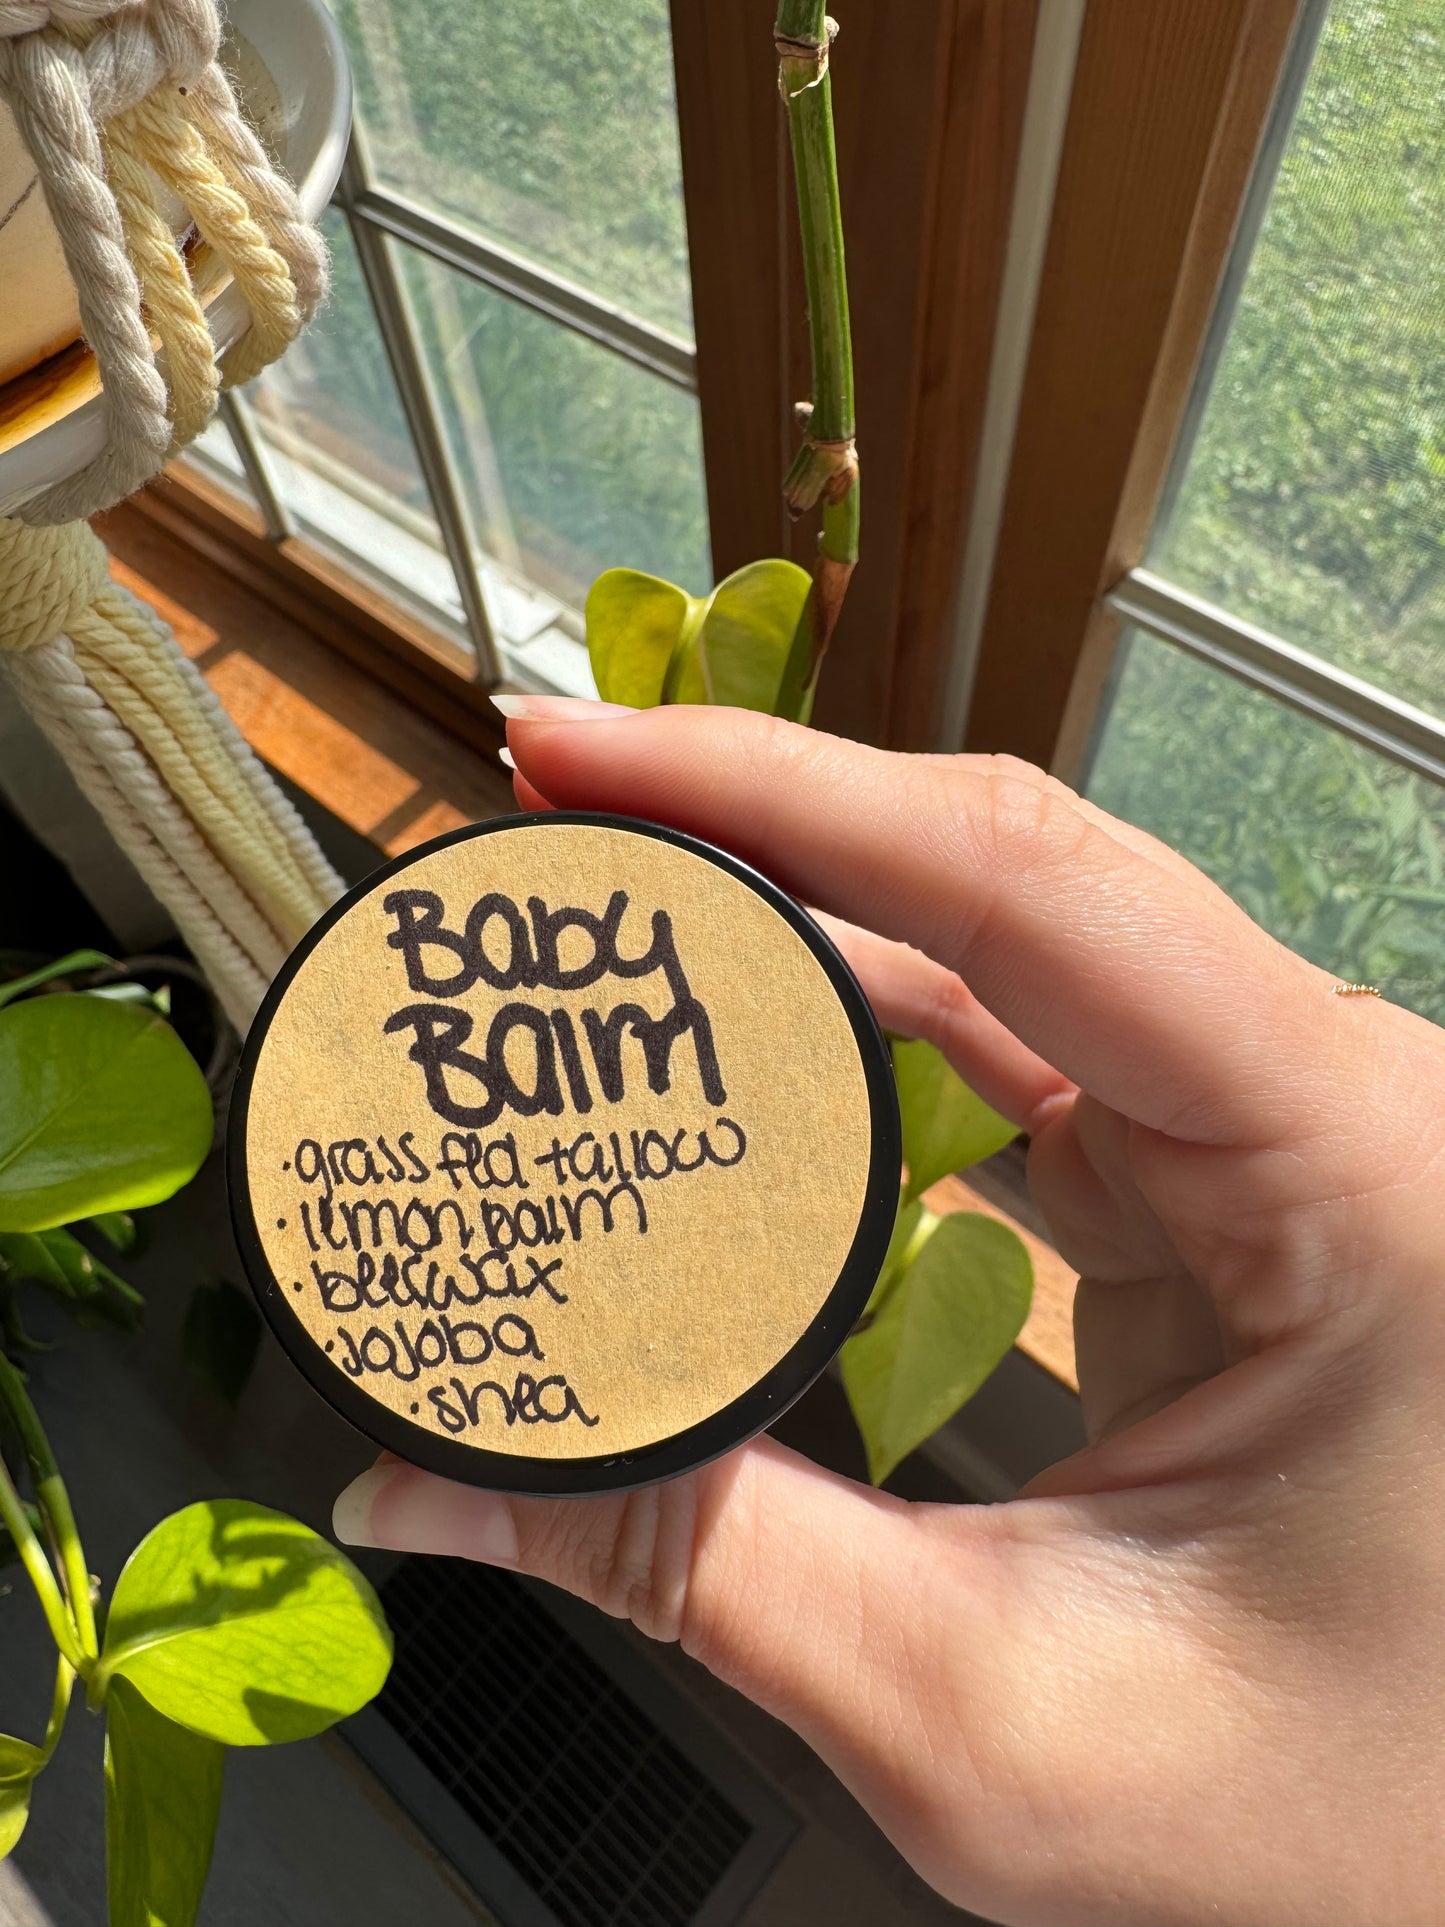 Baby
Balm
·grass fed tallow
·lemon balm
·beeswax
·jojoba
·shea